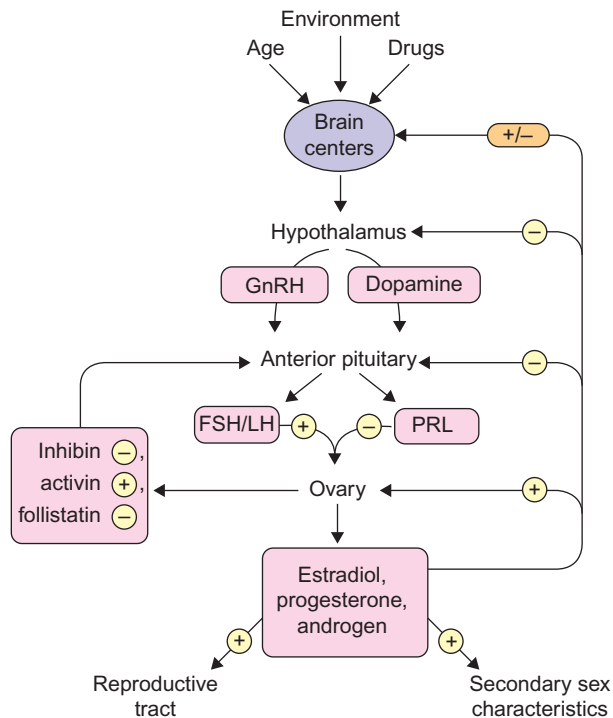 Environment
Age
Drugs
Brain
centers
+/–
Hypothalamus
–
GnRH
Dopamine
Anterior pituitary
–
FSH/LH
+
–
PRL
Inhibin –,
activin +,
follistatin –
Ovary
+
Estradiol,
progesterone,
androgen
+
+
Reproductive
tract
Secondary sex
characteristics